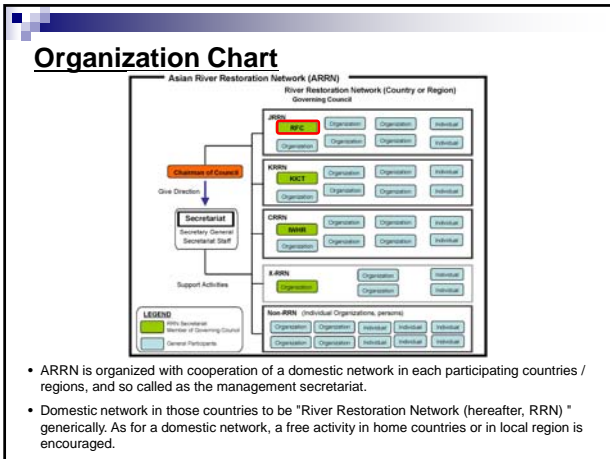 Organization Chart
Asian River Restoration Network (ARRN)
River Restoration Network (Country or Region)
Governing Council
JRRN
RFC
Organization
Organization
Individual
Organization
Organization
Organization
Individual
Chairman of Council
Give Direction
Secretariat
Secretary General
Secretariat Staff
Support Activities
KRRN
KICT
Organization
Organization
Individual
Organization
Organization
Organization
Individual
CRRN
IWHR
Organization
Organization
Individual
Organization
Organization
Organization
Individual
X-RRN
Organization
Organization
Individual
Organization
Individual
Non-RRN (Individual Organizations, persons)
Organization Organization Individual Individual Individual
Organization Organization Individual Individual Individual
LEGEND
RRN's Secretariat
Member of Governing Council
General Participants
• ARRN is organized with cooperation of a domestic network in each participating countries /
regions, and so called as the management secretariat.
• Domestic network in those countries to be "River Restoration Network (hereafter, RRN) "
generically. As for a domestic network, a free activity in home countries or in local region is
encouraged.